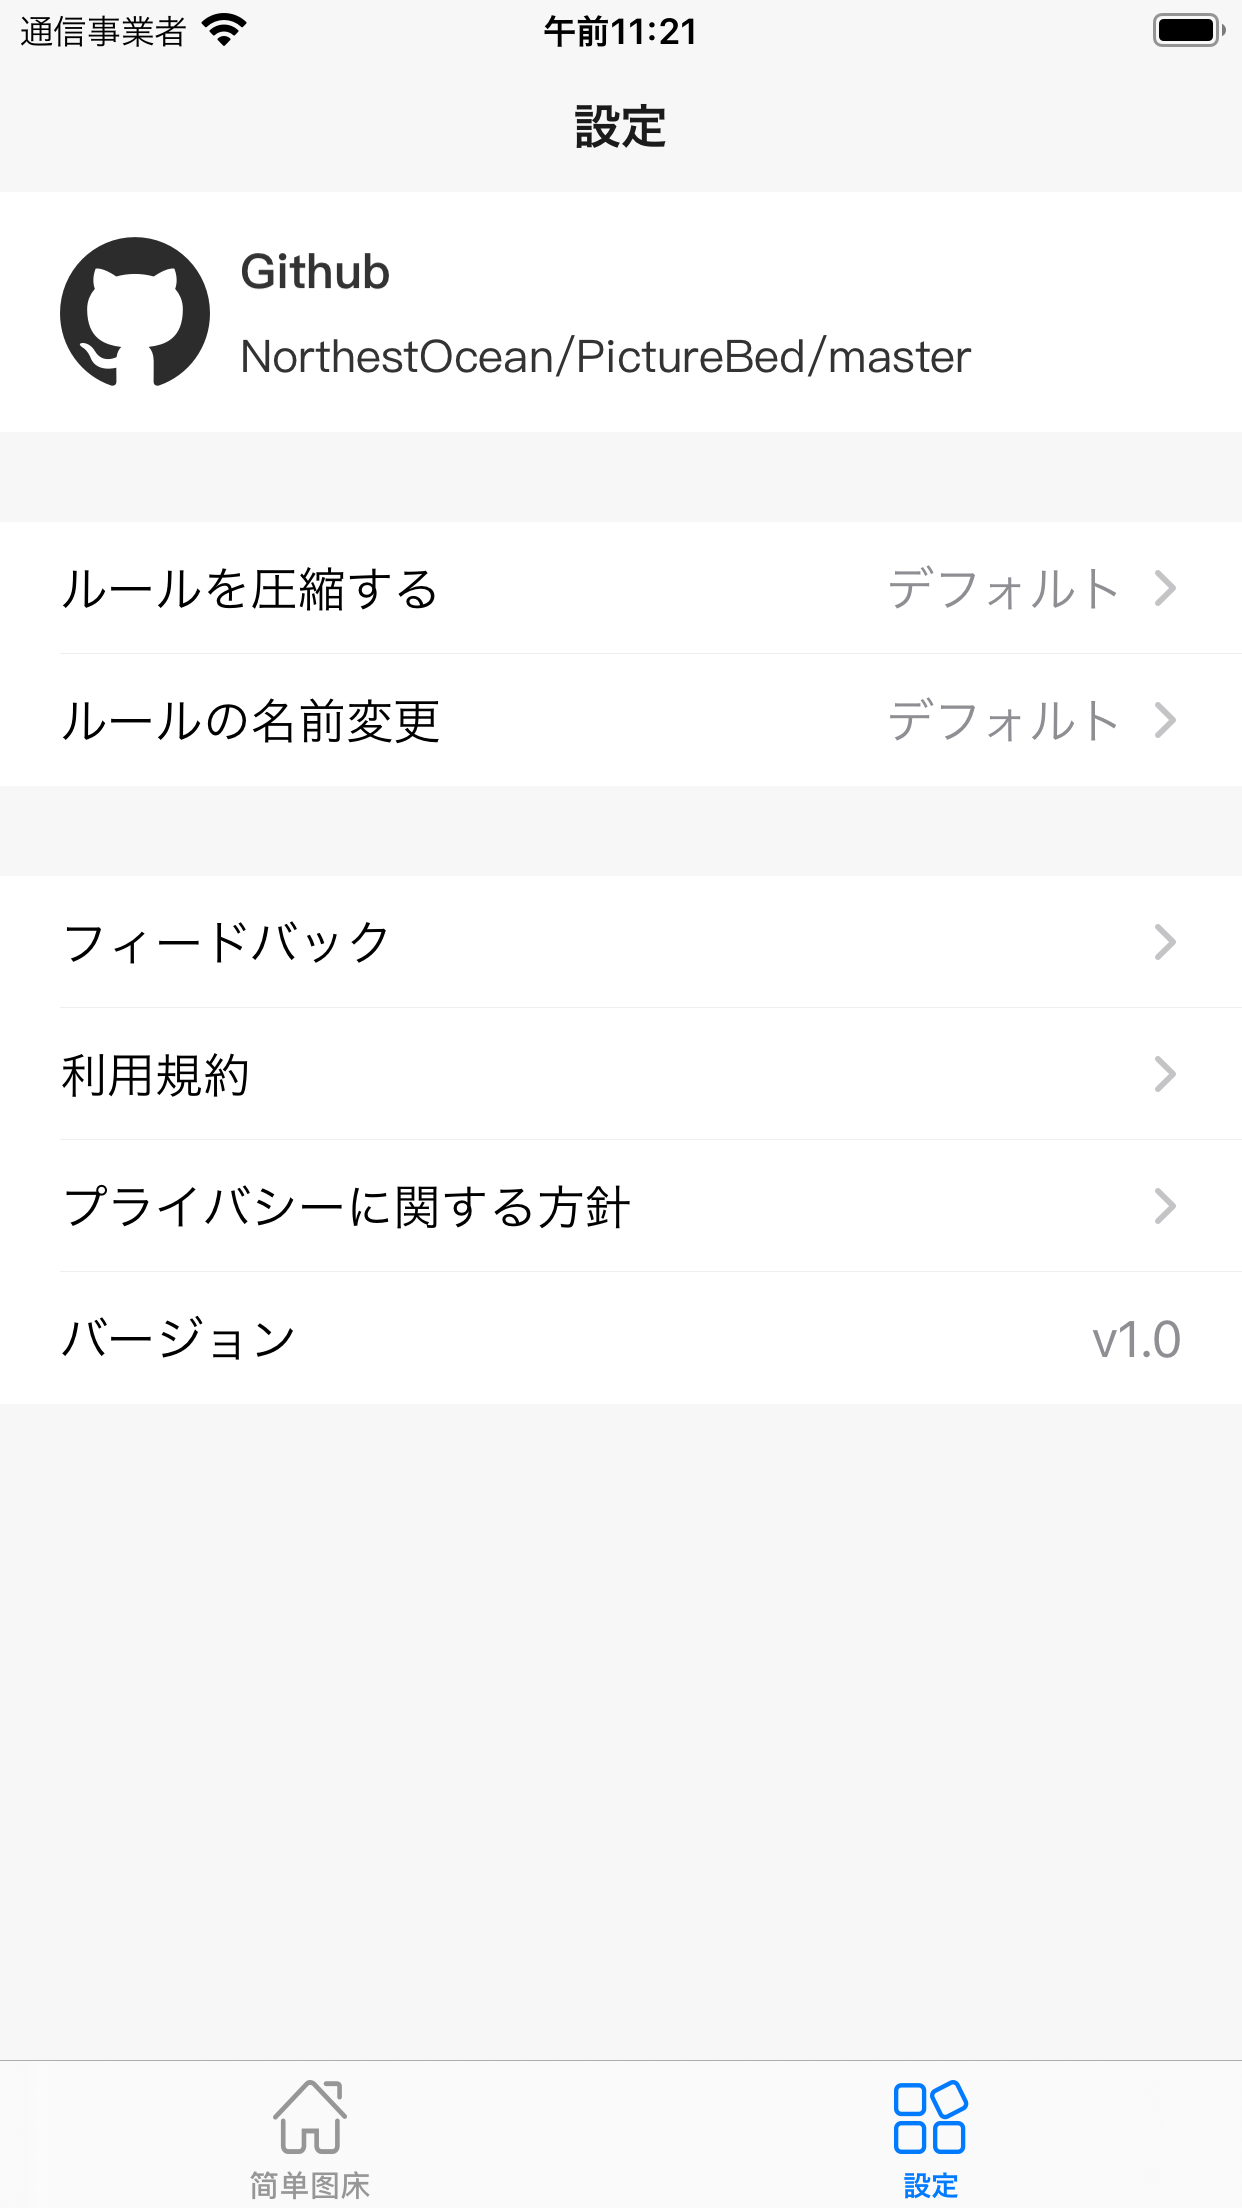 通信事業者 午前11:21
設定
Github
NorthestOcean/PictureBed/master
ルールを圧縮する デフォルト
ルールの名前変更 デフォルト
フィードバック
利用規約
プライバシーに関する方針
バージョン v1.0
简单图床 設定